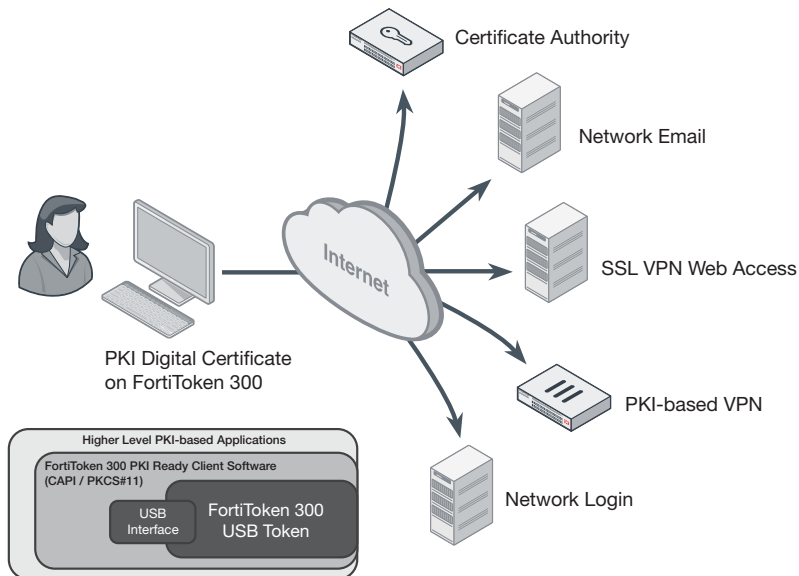 Certificate Authority
Network Email
Internet
SSL VPN Web Access
PKI Digital Certificate
on FortiToken 300
PKI-based VPN
Network Login
Higher Level PKI-based Applications
FortiToken 300 PKI Ready Client Software
(CAPI / PKCS#11)
USB
Interface
FortiToken 300
USB Token